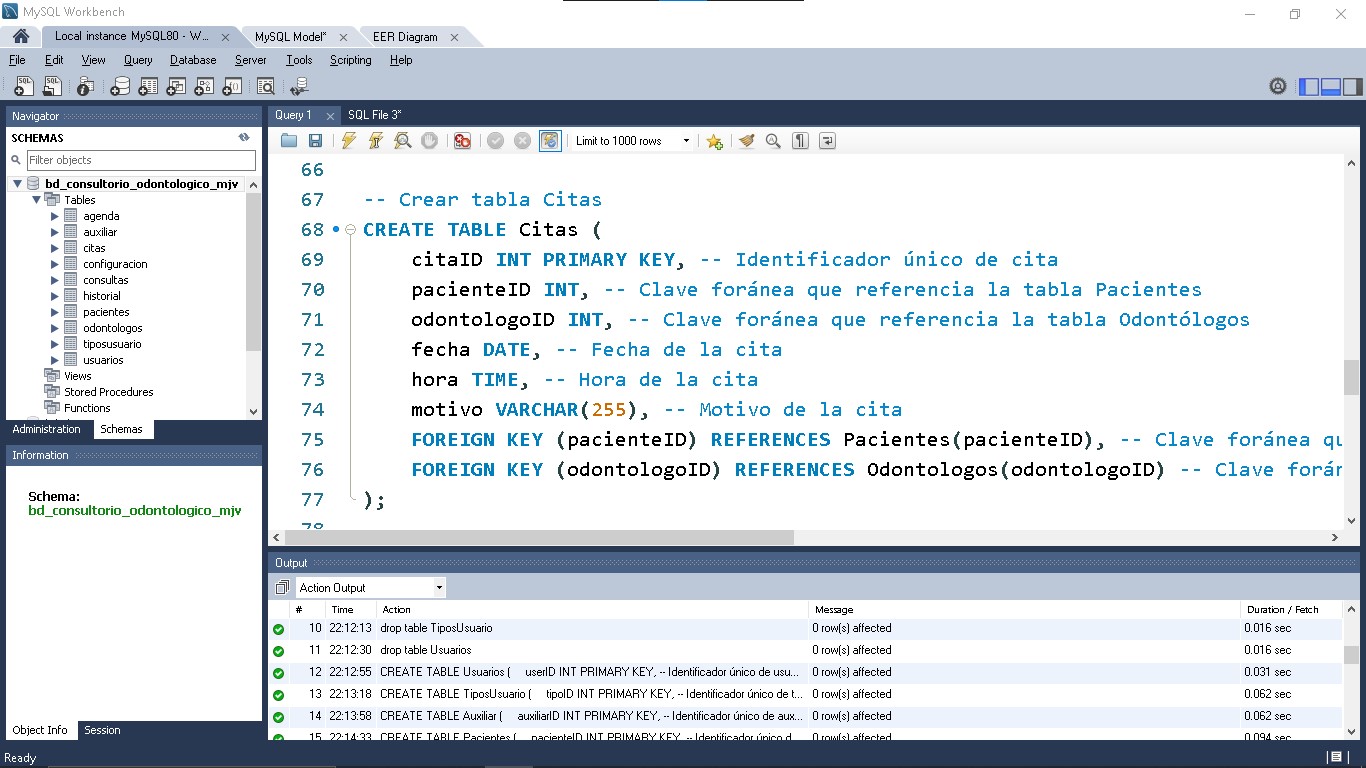 MySQL Workbench
Local instance MySQL80 - W... MySQL Model* EER Diagram
File Edit View Query Database Server Tools Scripting Help
Navigator
SCHEMAS
Filter objects
bd_consultorio_odontologico_mjv
Tables
agenda
auxiliar
citas
configuracion
consultas
historial
pacientes
odontologos
tiposusuario
usuarios
Views
Stored Procedures
Functions
Administration Schemas
Information
Schema:
bd_consultorio_odontologico_mjv
Object Info Session
Query 1 SQL File 3*
Limit to 1000 rows
66
67 -- Crear tabla Citas
68 CREATE TABLE Citas (
69 citaID INT PRIMARY KEY, -- Identificador único de cita
70 pacienteID INT, -- Clave foránea que referencia la tabla Pacientes
71 odontologoID INT, -- Clave foránea que referencia la tabla Odontólogos
72 fecha DATE, -- Fecha de la cita
73 hora TIME, -- Hora de la cita
74 motivo VARCHAR(255), -- Motivo de la cita
75 FOREIGN KEY (pacienteID) REFERENCES Pacientes(pacienteID), -- Clave foránea qu
76 FOREIGN KEY (odontologoID) REFERENCES Odontologos(odontologoID) -- Clave forán
77 );
78
Output
Action Output
# Time Action Message Duration / Fetch
10 22:12:13 drop table TiposUsuario 0 row(s) affected 0.016 sec
11 22:12:30 drop table Usuarios 0 row(s) affected 0.016 sec
12 22:12:55 CREATE TABLE Usuarios ( userID INT PRIMARY KEY, -- Identificador único de usu... 0 row(s) affected 0.031 sec
13 22:13:18 CREATE TABLE TiposUsuario ( tipoID INT PRIMARY KEY, -- Identificador único de t... 0 row(s) affected 0.062 sec
14 22:13:58 CREATE TABLE Auxiliar ( auxiliarID INT PRIMARY KEY, -- Identificador único de aux... 0 row(s) affected 0.062 sec
15 22:14:33 CREATE TABLE Pacientes ( pacienteID INT PRIMARY KEY, -- Identificador único d... 0 row(s) affected 0.094 sec
Ready